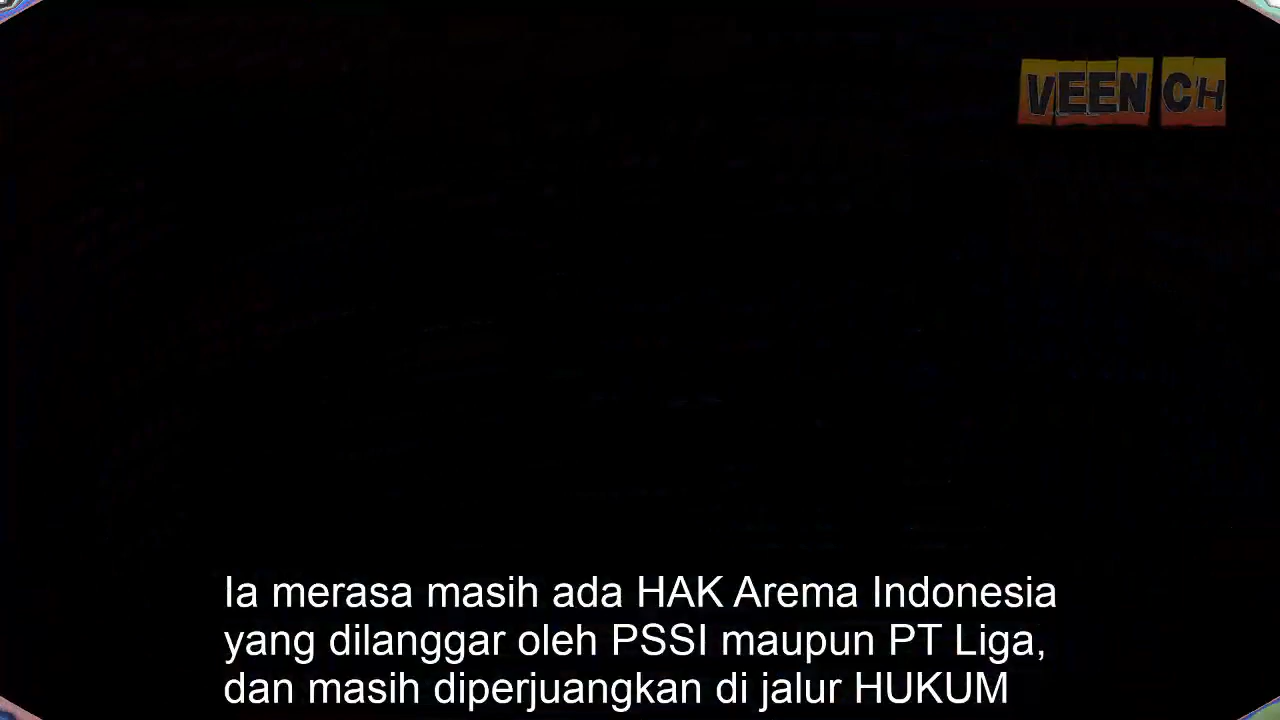 VEEN CH
Ia merasa masih ada HAK Arema Indonesia
yang dilanggar oleh PSSI maupun PT Liga,
dan masih diperjuangkan di jalur HUKUM